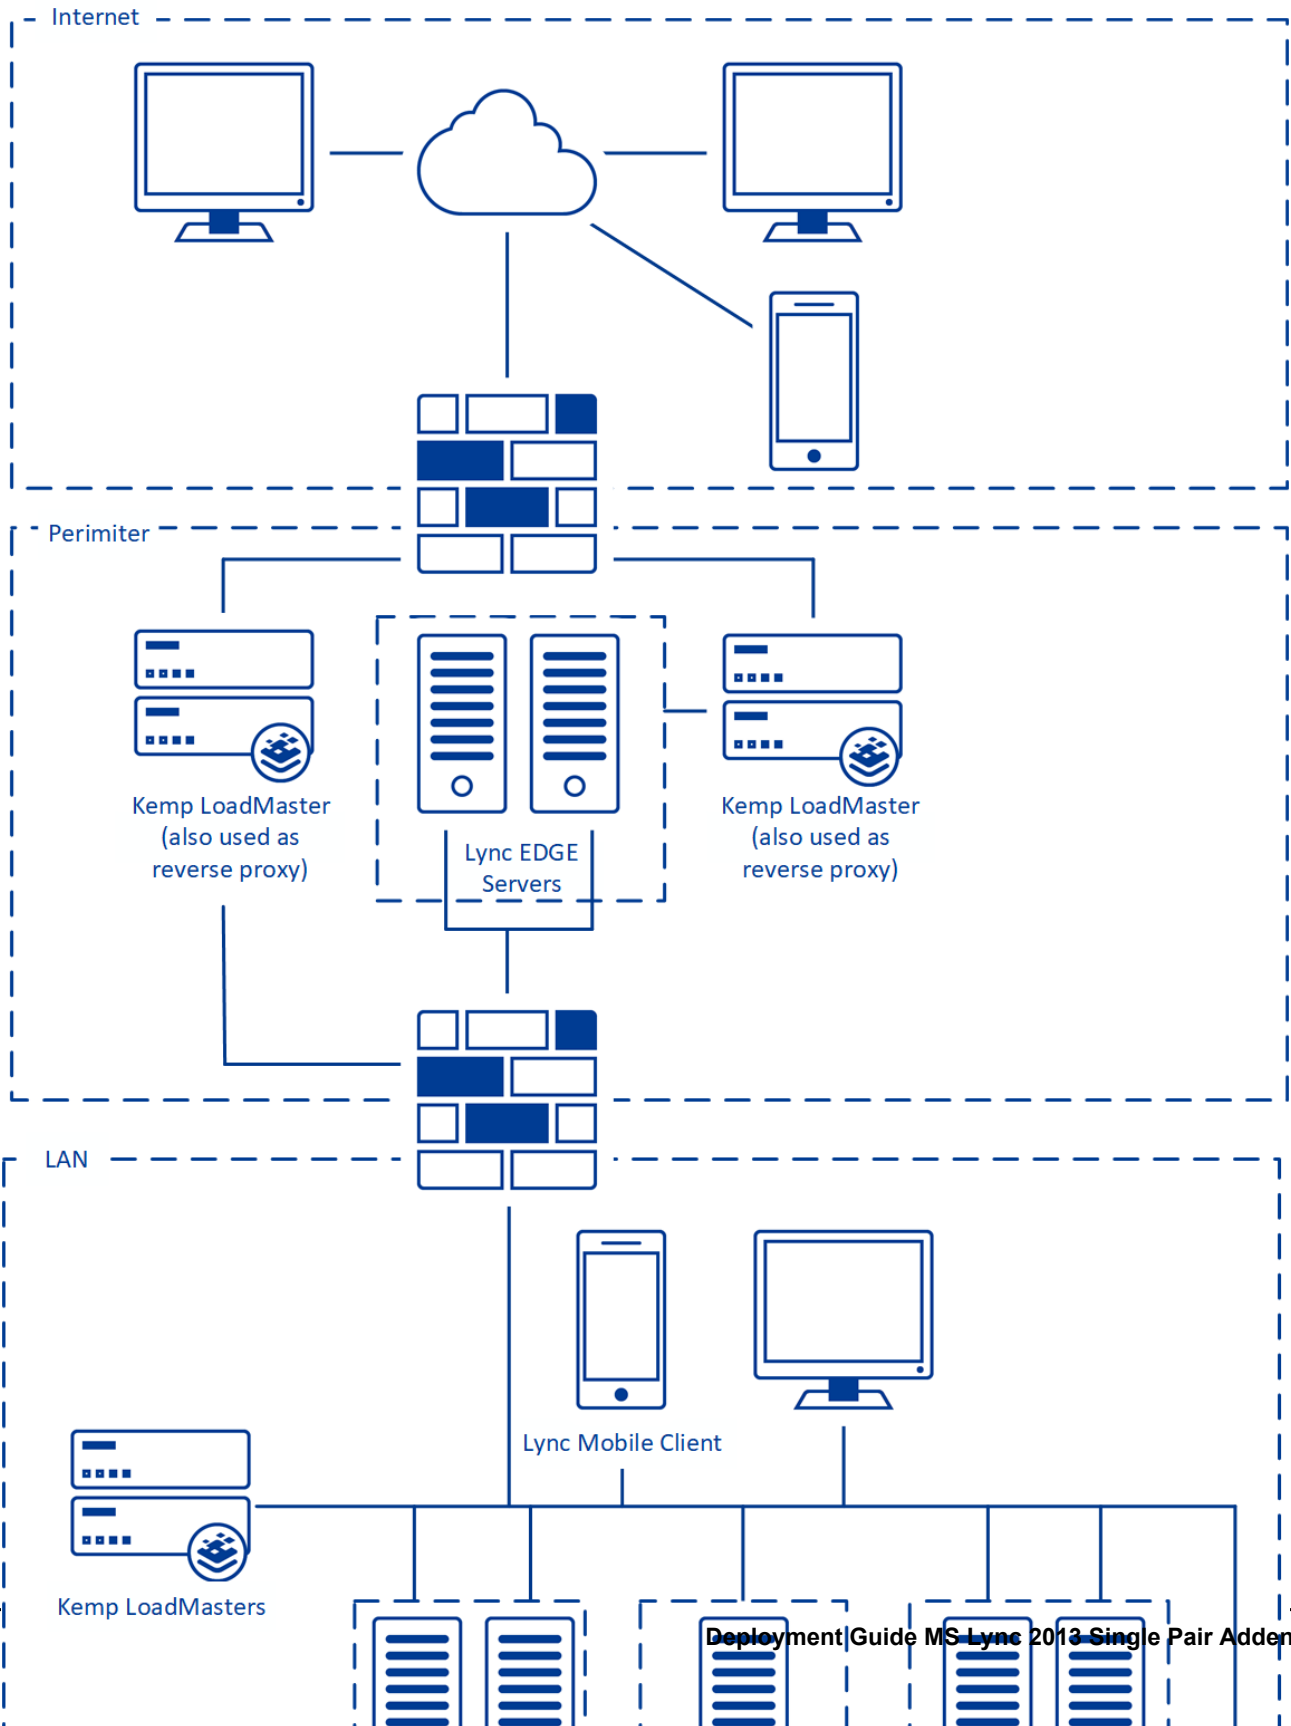 Internet
Perimiter
Kemp LoadMaster
(also used as
reverse proxy)
Lync EDGE
Servers
Kemp LoadMaster
(also used as
reverse proxy)
LAN
Lync Mobile Client
Kemp LoadMasters
Deployment Guide MS Lync 2013 Single Pair Adden